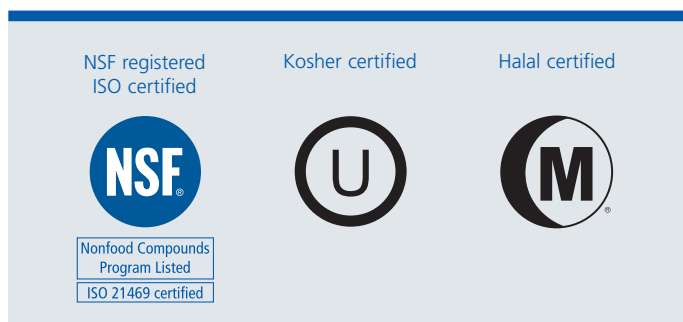 NSF registered
ISO certified
Kosher certified
Halal certified
NSF®
U
M®
Nonfood Compounds
Program Listed
ISO 21469 certified